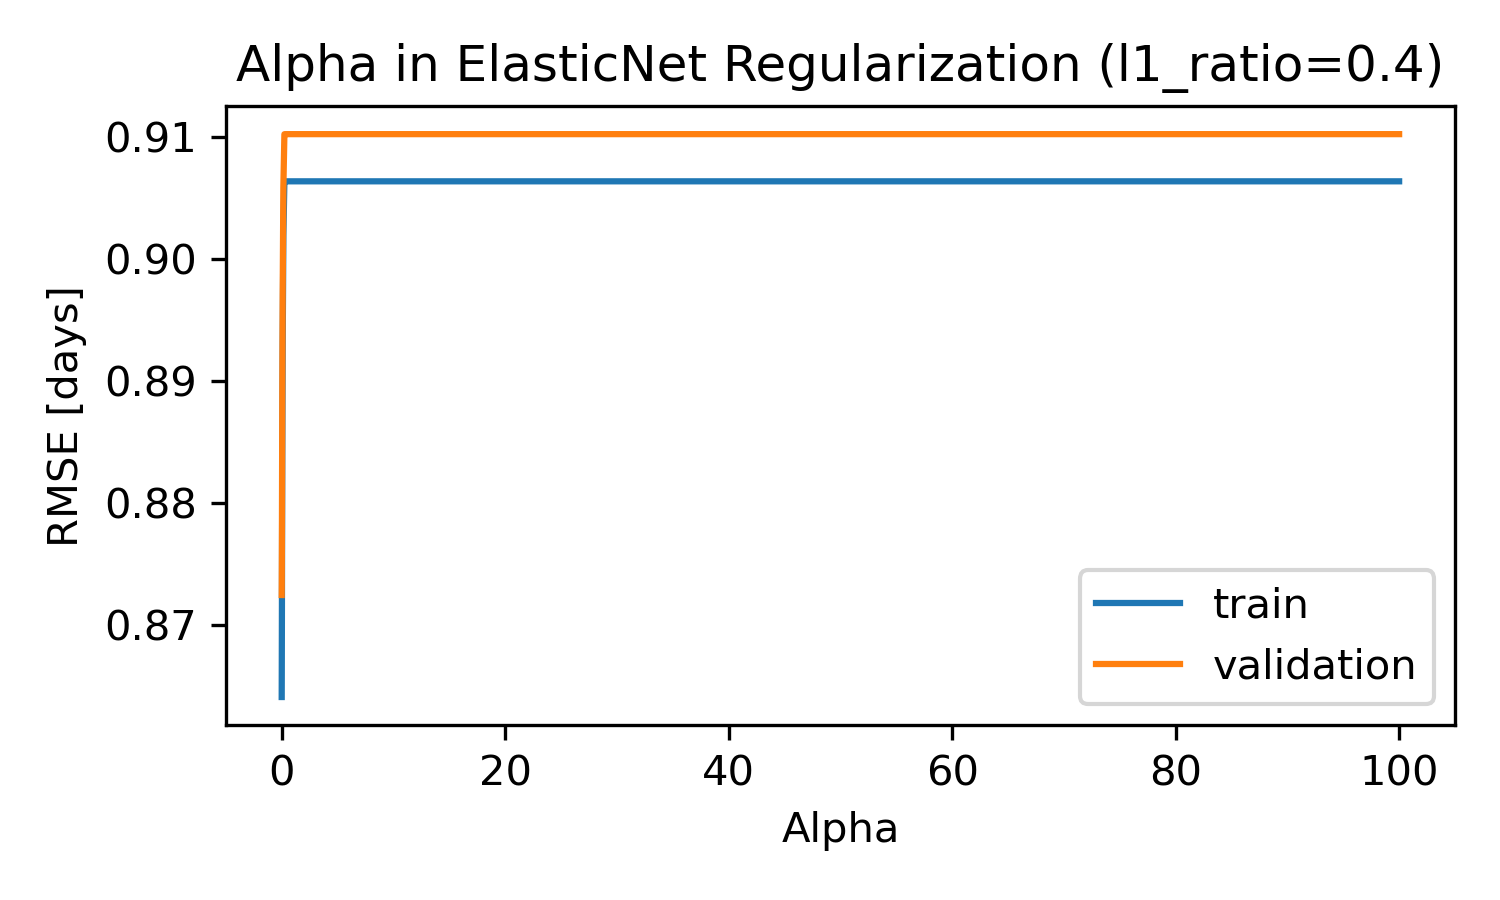 Alpha in ElasticNet Regularization (l1_ratio=0.4)
0.91
0.90
0.89
0.88
0.87
RMSE [days]
train
validation
0 20 40 60 80 100
Alpha